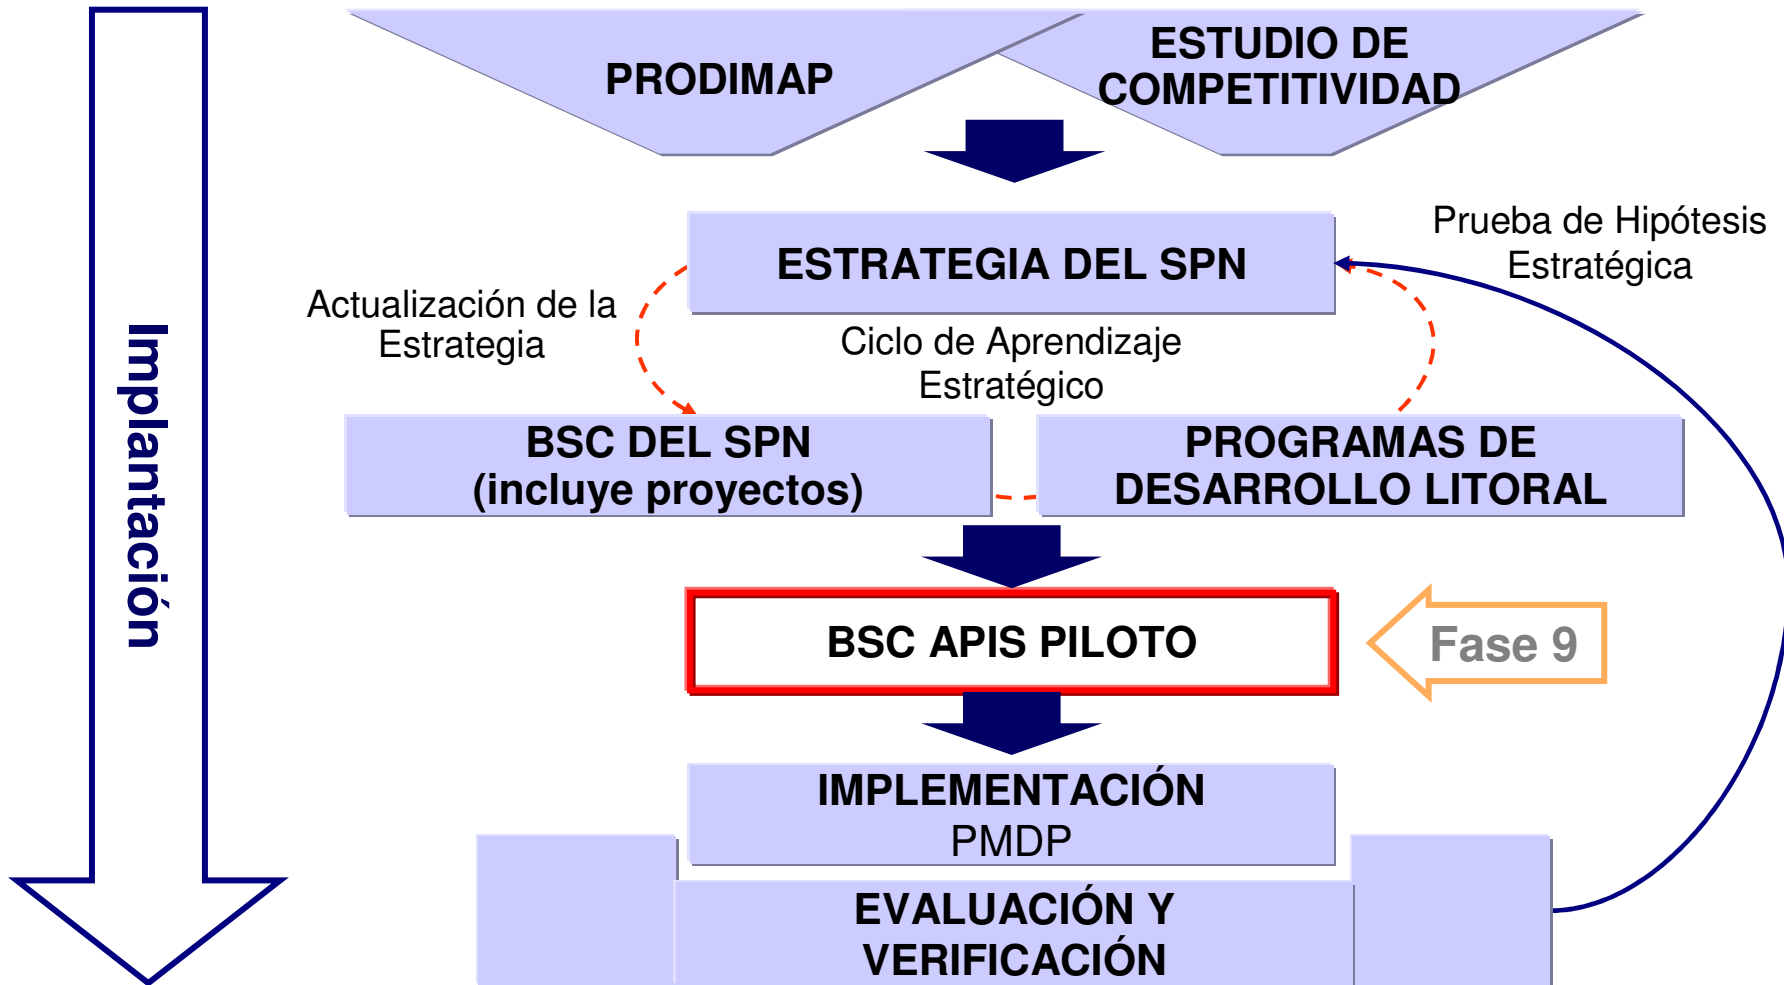 PRODIMAP
ESTUDIO DE
COMPETITIVIDAD
ESTRATEGIA DEL SPN
Prueba de Hipótesis
Estratégica
Actualización de la
Estrategia
Ciclo de Aprendizaje
Estratégico
Implantación
BSC DEL SPN
(incluye proyectos)
PROGRAMAS DE
DESARROLLO LITORAL
BSC APIS PILOTO
Fase 9
IMPLEMENTACIÓN
PMDP
EVALUACIÓN Y
VERIFICACIÓN